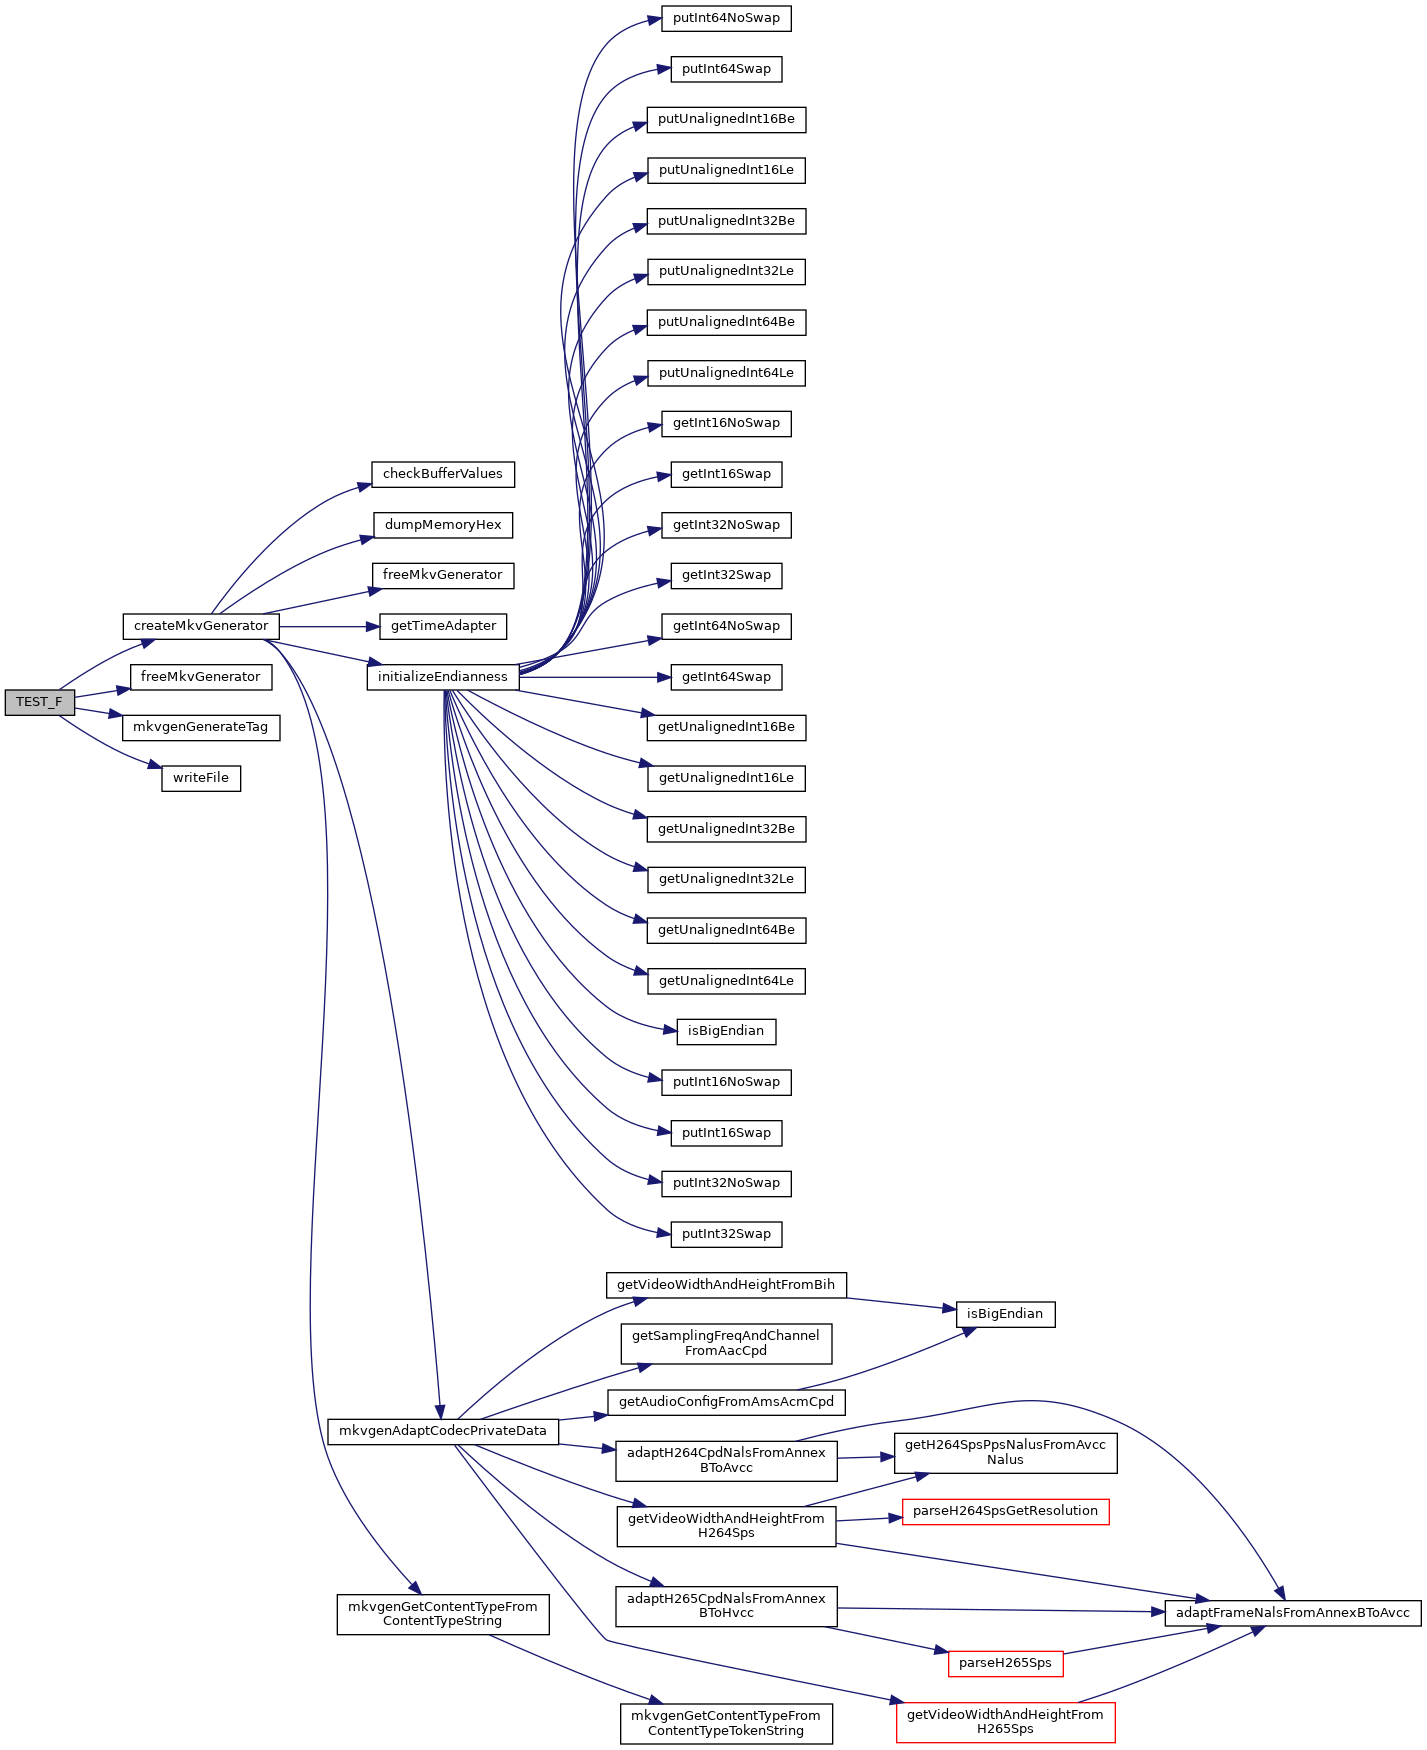 putInt64NoSwap
putInt64Swap
putUnalignedInt16Be
putUnalignedInt16Le
putUnalignedInt32Be
putUnalignedInt32Le
putUnalignedInt64Be
putUnalignedInt64Le
getInt16NoSwap
checkBufferValues
getInt16Swap
dumpMemoryHex
getInt32NoSwap
freeMkvGenerator
getInt32Swap
createMkvGenerator
getTimeAdapter
getInt64NoSwap
freeMkvGenerator
initializeEndianness
getInt64Swap
TEST_F
mkvgenGenerateTag
getUnalignedInt16Be
writeFile
getUnalignedInt16Le
getUnalignedInt32Be
getUnalignedInt32Le
getUnalignedInt64Be
getUnalignedInt64Le
isBigEndian
putInt16NoSwap
putInt16Swap
putInt32NoSwap
putInt32Swap
getVideoWidthAndHeightFromBih
isBigEndian
getSamplingFreqAndChannel
FromAacCpd
getAudioConfigFromAmsAcmCpd
mkvgenAdaptCodecPrivateData
adaptH264CpdNalsFromAnnex
BToAvcc
getH264SpsPpsNalusFromAvcc
Nalus
parseH264SpsGetResolution
getVideoWidthAndHeightFrom
H264Sps
adaptH265CpdNalsFromAnnex
BToHvcc
mkvgenGetContentTypeFrom
ContentTypeString
adaptFrameNalsFromAnnexBToAvcc
parseH265Sps
getVideoWidthAndHeightFrom
H265Sps
mkvgenGetContentTypeFrom
ContentTypeTokenString